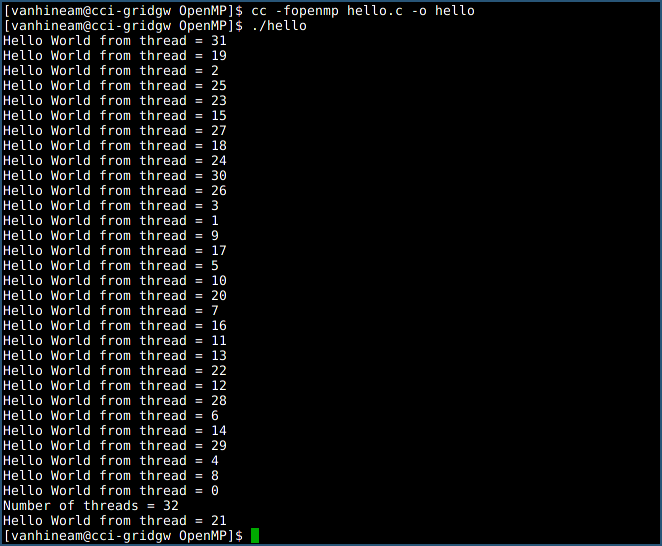 [vanhineam@cci-gridgw OpenMP]$ cc -fopenmp hello.c -o hello
[vanhineam@cci-gridgw OpenMP]$ ./hello
Hello World from thread = 31
Hello World from thread = 19
Hello World from thread = 2
Hello World from thread = 25
Hello World from thread = 23
Hello World from thread = 15
Hello World from thread = 27
Hello World from thread = 18
Hello World from thread = 24
Hello World from thread = 30
Hello World from thread = 26
Hello World from thread = 3
Hello World from thread = 1
Hello World from thread = 9
Hello World from thread = 17
Hello World from thread = 5
Hello World from thread = 10
Hello World from thread = 20
Hello World from thread = 7
Hello World from thread = 16
Hello World from thread = 11
Hello World from thread = 13
Hello World from thread = 22
Hello World from thread = 12
Hello World from thread = 28
Hello World from thread = 6
Hello World from thread = 14
Hello World from thread = 29
Hello World from thread = 4
Hello World from thread = 8
Hello World from thread = 0
Number of threads = 32
Hello World from thread = 21
[vanhineam@cci-gridgw OpenMP]$